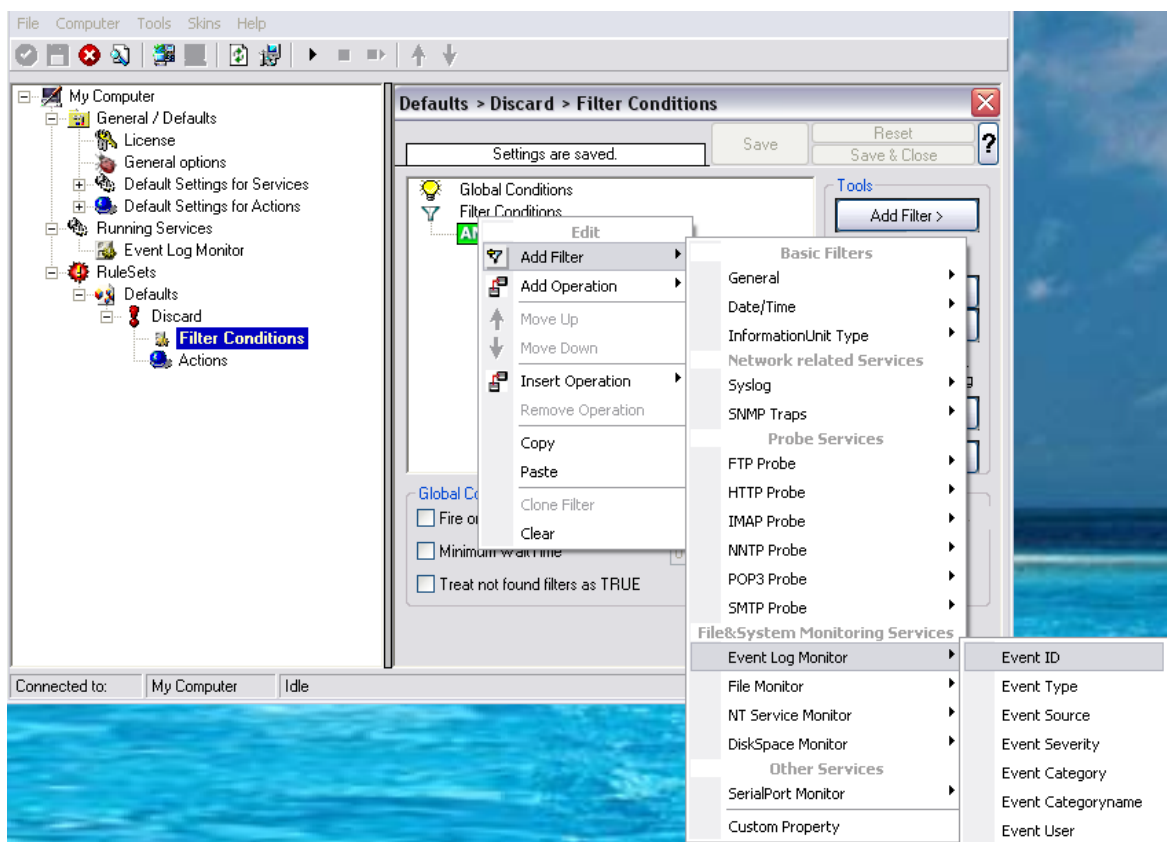 File Computer Tools Skins Help
My Computer
General / Defaults
License
General options
Default Settings for Services
Default Settings for Actions
Running Services
Event Log Monitor
RuleSets
Defaults
Discard
Filter Conditions
Actions
Defaults > Discard > Filter Conditions
Settings are saved.
Save
Reset
Save & Close
?
Global Conditions
Filter Conditions
Tools
Add Filter >
Edit
Add Filter
Add Operation
Move Up
Move Down
Insert Operation
Remove Operation
Copy
Paste
Clone Filter
Clear
Global
Fire
Minimum WaitTime
Treat not found filters as TRUE
Basic Filters
General
Date/Time
InformationUnit Type
Network related Services
Syslog
SNMP Traps
Probe Services
FTP Probe
HTTP Probe
IMAP Probe
NNTP Probe
POP3 Probe
SMTP Probe
File&System Monitoring Services
Event Log Monitor
File Monitor
NT Service Monitor
DiskSpace Monitor
Other Services
SerialPort Monitor
Custom Property
Event ID
Event Type
Event Source
Event Severity
Event Category
Event Categoryname
Event User
Connected to: My Computer Idle